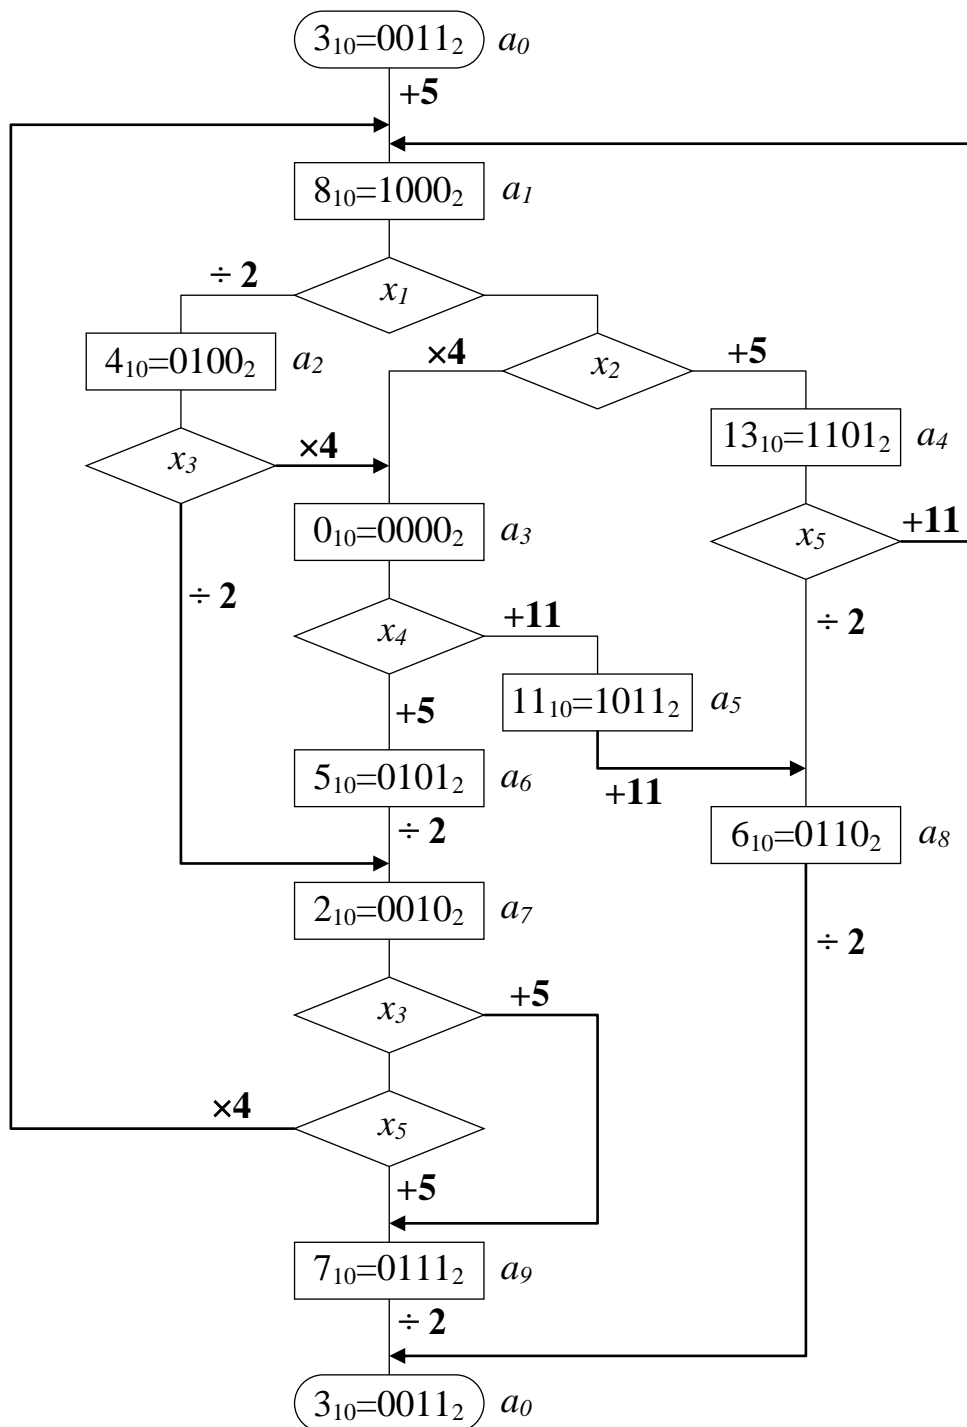 3₁₀=0011₂ a₀
+5
8₁₀=1000₂ a₁
÷ 2 x₁
4₁₀=0100₂ a₂ ×4 x₂ +5
13₁₀=1101₂ a₄
x₃ ×4
0₁₀=0000₂ a₃ x₅ +11
÷ 2 x₄ +11 ÷ 2
+5 11₁₀=1011₂ a₅
5₁₀=0101₂ a₆ +11
÷ 2 6₁₀=0110₂ a₈
2₁₀=0010₂ a₇ ÷ 2
x₃ +5
×4 x₅
+5
7₁₀=0111₂ a₉
÷ 2
3₁₀=0011₂ a₀